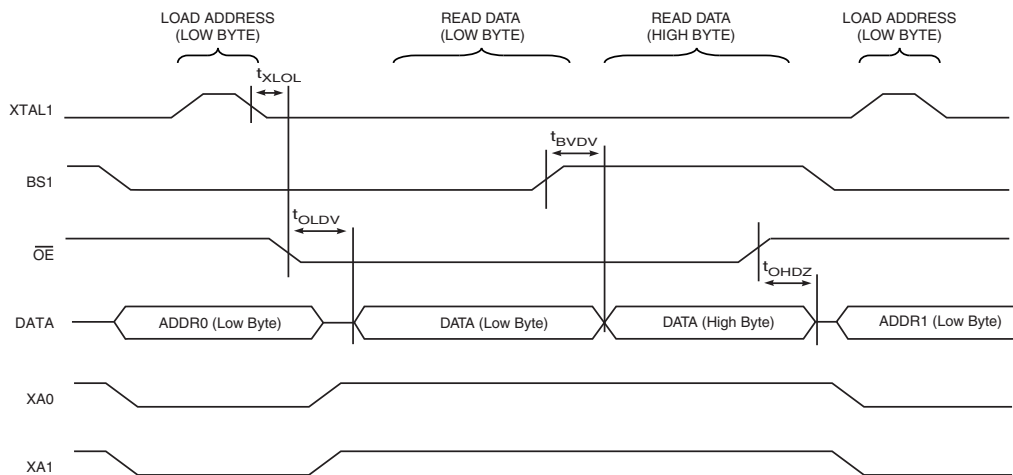 LOAD ADDRESS
(LOW BYTE)
READ DATA
(LOW BYTE)
READ DATA
(HIGH BYTE)
LOAD ADDRESS
(LOW BYTE)
tXLOL
XTAL1
tBVDV
BS1
tOLDV
OE
tOHDZ
DATA
ADDR0 (Low Byte)
DATA (Low Byte)
DATA (High Byte)
ADDR1 (Low Byte)
XA0
XA1